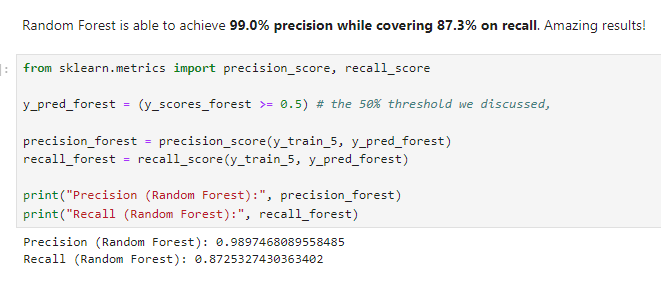 Random Forest is able to achieve 99.0% precision while covering 87.3% on recall. Amazing results!
]:
from sklearn.metrics import precision_score, recall_score
y_pred_forest = (y_scores_forest >= 0.5) # the 50% threshold we discussed,
precision_forest = precision_score(y_train_5, y_pred_forest)
recall_forest = recall_score(y_train_5, y_pred_forest)
print("Precision (Random Forest):", precision_forest)
print("Recall (Random Forest):", recall_forest)
Precision (Random Forest): 0.9897468089558485
Recall (Random Forest): 0.8725327430363402